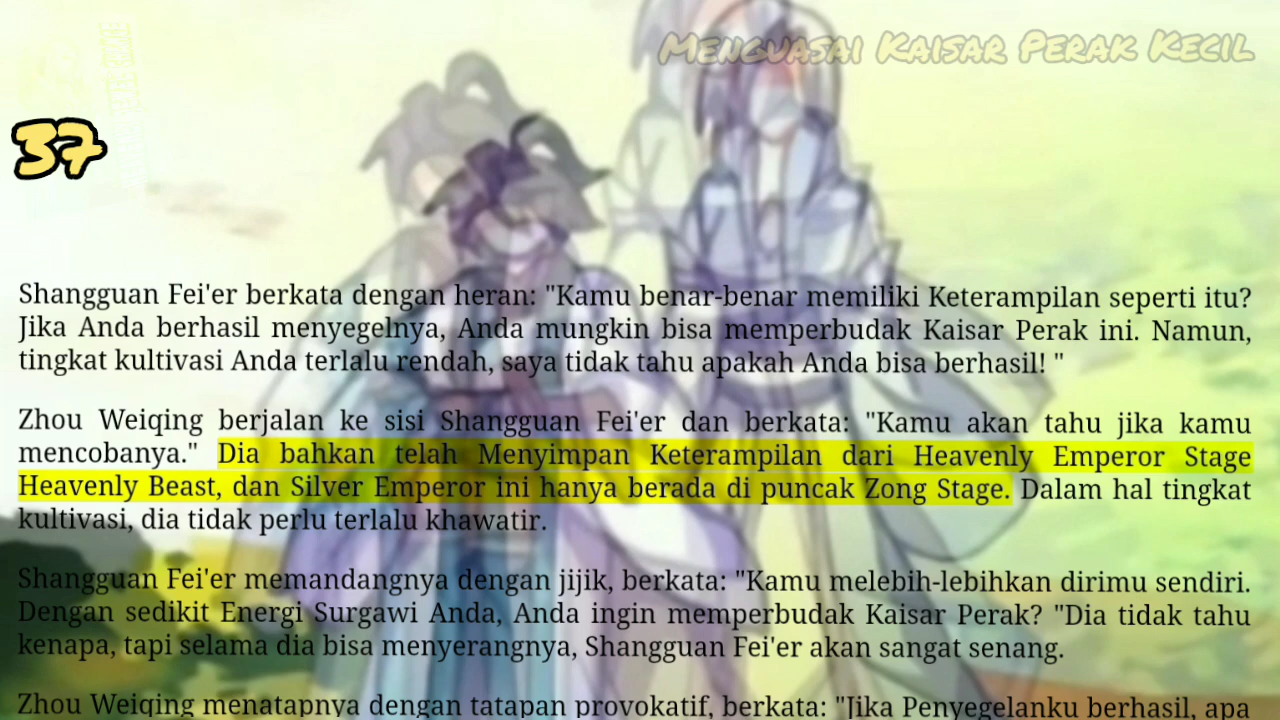 Menguasai Kaisar Perak Kecil
37
Shangguan Fei'er berkata dengan heran: "Kamu benar-benar memiliki Keterampilan seperti itu?
Jika Anda berhasil menyegelnya, Anda mungkin bisa memperbudak Kaisar Perak ini. Namun,
tingkat kultivasi Anda terlalu rendah, saya tidak tahu apakah Anda bisa berhasil! "
Zhou Weiqing berjalan ke sisi Shangguan Fei'er dan berkata: "Kamu akan tahu jika kamu
mencobanya." Dia bahkan telah Menyimpan Keterampilan dari Heavenly Emperor Stage
Heavenly Beast, dan Silver Emperor ini hanya berada di puncak Zong Stage. Dalam hal tingkat
kultivasi, dia tidak perlu terlalu khawatir.
Shangguan Fei'er memandangnya dengan jijik, berkata: "Kamu melebih-lebihkan dirimu sendiri.
Dengan sedikit Energi Surgawi Anda, Anda ingin memperbudak Kaisar Perak? "Dia tidak tahu
kenapa, tapi selama dia bisa menyerangnya, Shangguan Fei'er akan sangat senang.
Zhou Weiqing menatapnya dengan tatapan provokatif, berkata: "Jika Penyegelanku berhasil, apa